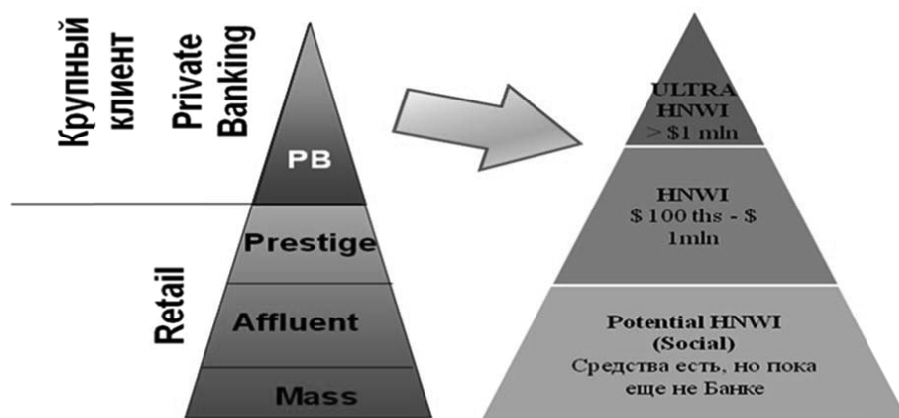 Крупный
клиент
Private
Banking
PB
Prestige
Affluent
Mass
Retail
ULTRA
HNWI
> $1 mln
HNWI
$ 100 ths - $
1mln
Potential HNWI
(Social)
Средства есть, но пока
еще не Банке